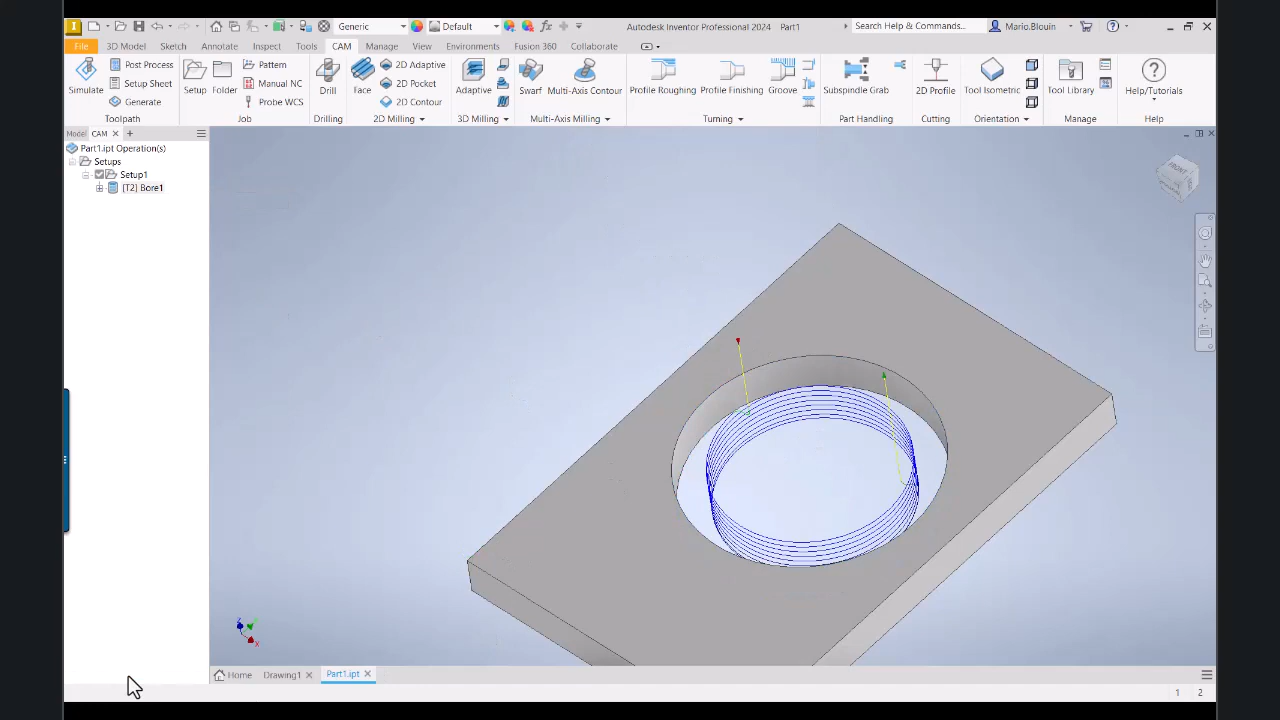 Generic
Default
Autodesk Inventor Professional 2024 Part1
Search Help & Commands...
Mario.Blouin
File 3D Model Sketch Annotate Inspect Tools CAM Manage View Environments Fusion 360 Collaborate
Simulate
Post Process
Setup Sheet
Generate
Toolpath
Setup
Folder
Pattern
Manual NC
Probe WCS
Job
Drill
Drilling
Face
2D Adaptive
2D Pocket
2D Contour
2D Milling
Adaptive
3D Milling
Swarf
Multi-Axis Contour
Multi-Axis Milling
Profile Roughing
Profile Finishing
Groove
Turning
Subspindle Grab
Part Handling
2D Profile
Cutting
Tool Isometric
Orientation
Tool Library
Manage
Help/Tutorials
Help
Model CAM
Part1.ipt Operation(s)
Setups
Setup1
[T2] Bore1
FRONT
Z
Y
X
Home Drawing1 Part1.ipt
1 2